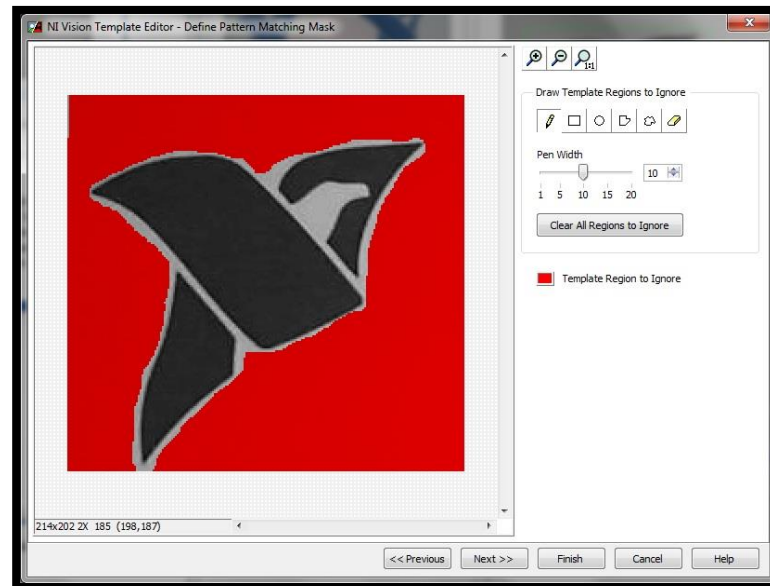 NI Vision Template Editor - Define Pattern Matching Mask
1:1
Draw Template Regions to Ignore
Pen Width
10
1 5 10 15 20
Clear All Regions to Ignore
Template Region to Ignore
214x202 2X 185 (198,187)
<< Previous Next >> Finish Cancel Help